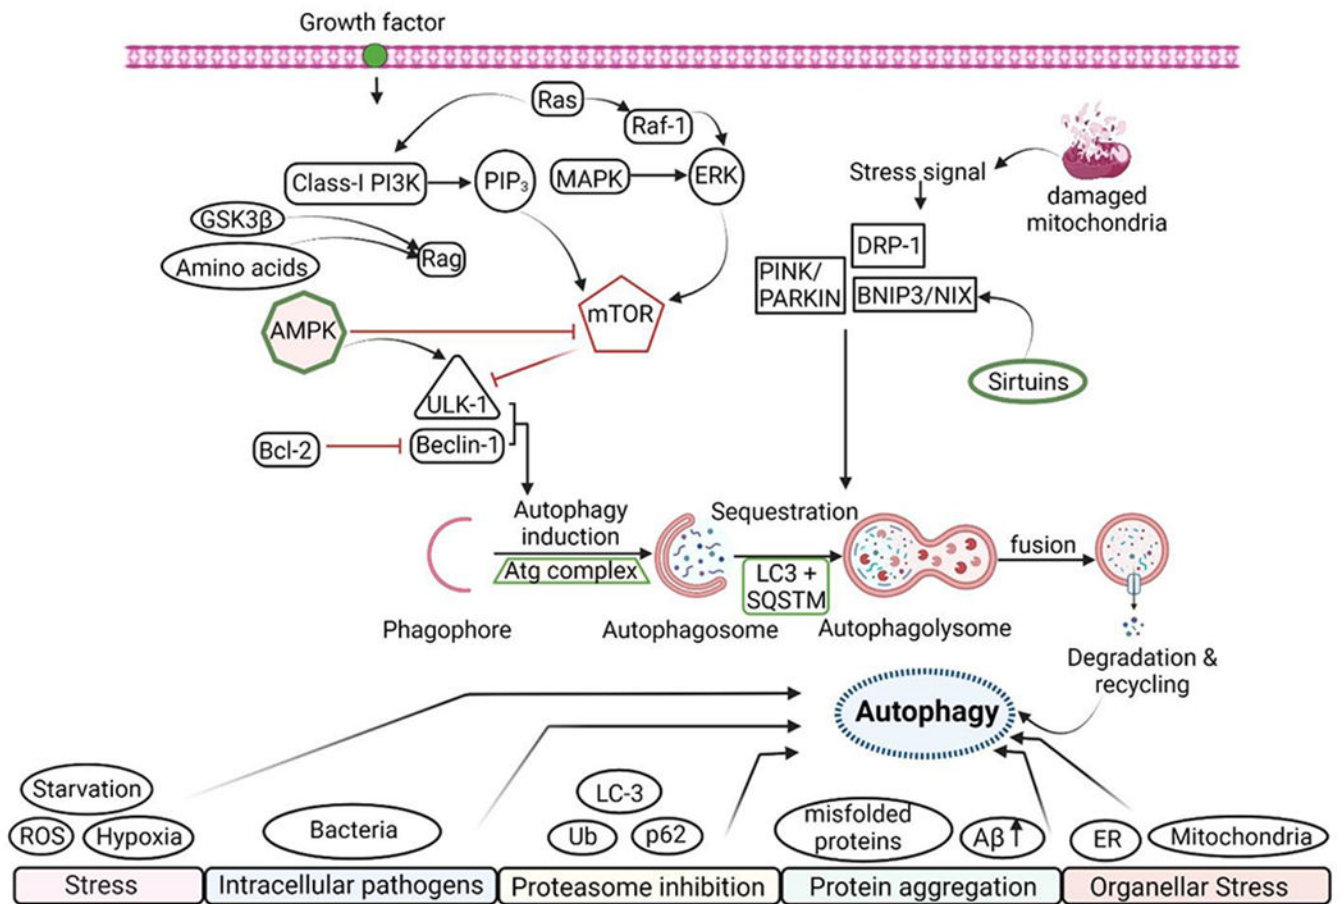 Growth factor
Ras
Raf-1
Class-I PI3K
PIP₃
MAPK
ERK
Stress signal
damaged
mitochondria
GSK3β
Amino acids
Rag
DRP-1
PINK/
PARKIN
BNIP3/NIX
AMPK
mTOR
Sirtuins
ULK-1
Bcl-2
Beclin-1
Autophagy
induction
Atg complex
Sequestration
LC3 +
SQSTM
fusion
Phagophore
Autophagosome
Autophagolysome
Degradation &
recycling
Autophagy
Starvation
ROS
Hypoxia
Bacteria
LC-3
Ub
p62
misfolded
proteins
Aβ
ER
Mitochondria
Stress
Intracellular pathogens
Proteasome inhibition
Protein aggregation
Organellar Stress